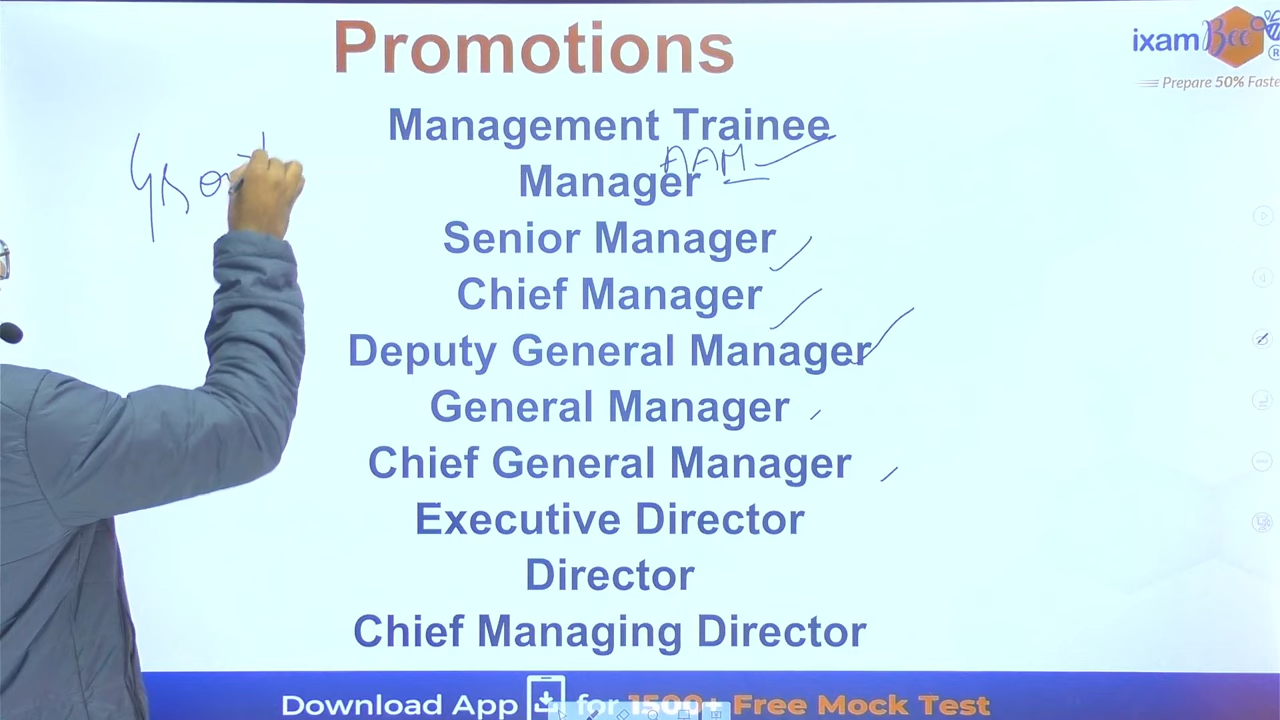 Promotions
ixamBee
Prepare 50% Faste
Management Trainee
AAM
Manager
Senior Manager
Chief Manager
Deputy General Manager
General Manager
Chief General Manager
Executive Director
Director
Chief Managing Director
Download App for 1500+ Free Mock Test